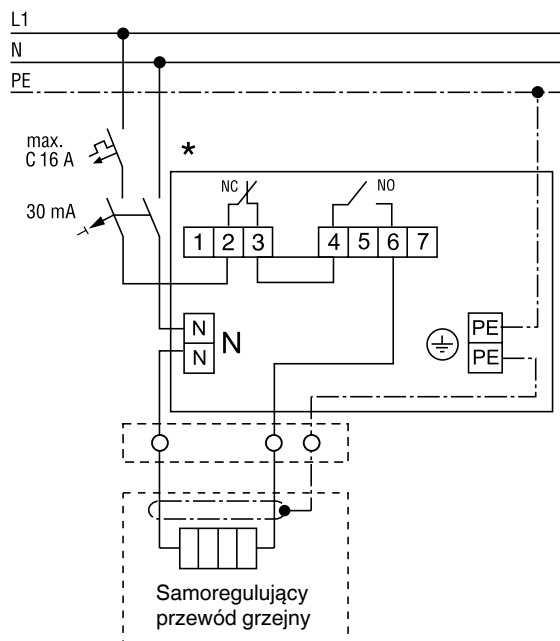 L1
N
PE
max.
C 16 A
*
30 mA
NC
NO
1 2 3
4 5 6 7
N
N
N
PE
PE
Samoregulujący
przewód grzejny